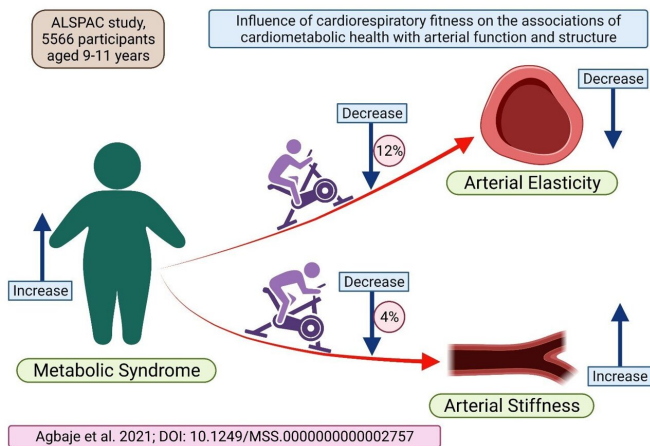 ALSPAC study,
5566 participants
aged 9-11 years
Influence of cardiorespiratory fitness on the associations of
cardiometabolic health with arterial function and structure
Decrease
Decrease
12%
Arterial Elasticity
Increase
Decrease
4%
Increase
Metabolic Syndrome
Arterial Stiffness
Agbaje et al. 2021; DOI: 10.1249/MSS.0000000000002757